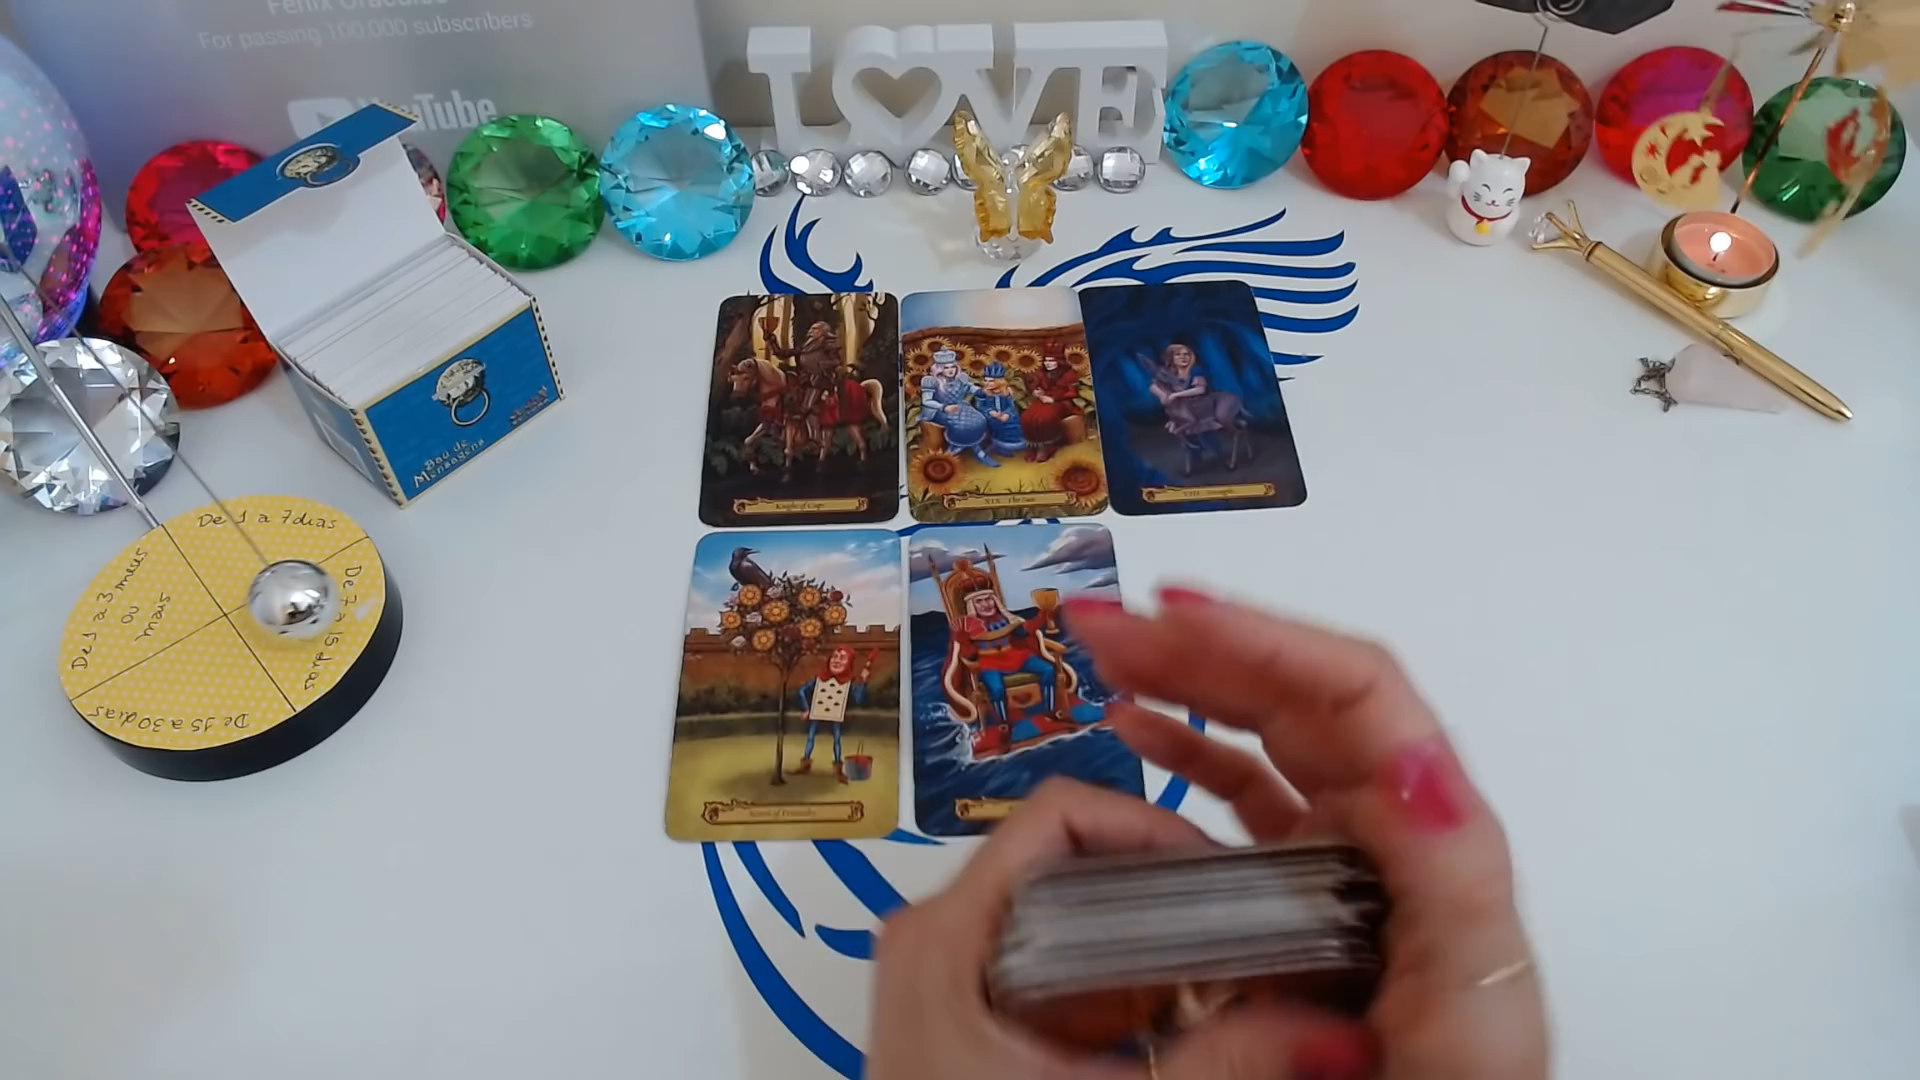 Fenix Oráculos
For passing 100,000 subscribers
YouTube
LOVE
Baú de
Mensagens
De 1 a 7 dias
De 7 a 15 dias
De 15 a 30 dias
De 1 a 3 meses
ou
mais
Knight of Cups
XIX. The Sun
VIII. Strength
Seven of Pentacles